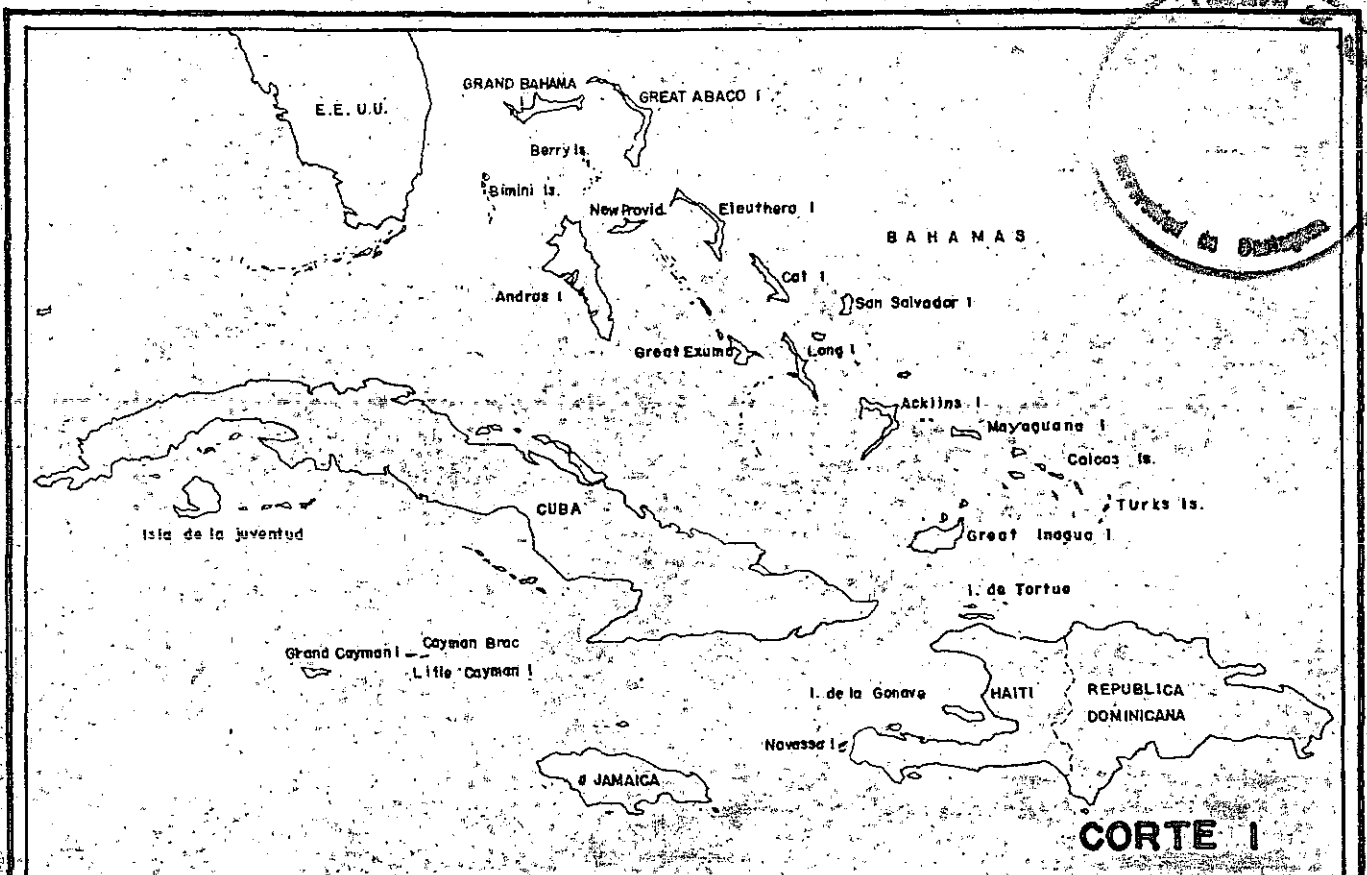 E.E. U.U.
GRAND BAHAMA
GREAT ABACO I
Berry Is.
Bimini Is.
New Provid.
Eleuthera I
BAHAMAS
Andros I
Cat I
San Salvador I
Great Exuma
Long I
Acklins I
Mayaguana I
Caicos Is.
Turks Is.
Great Inagua I
CUBA
Isla de la juventud
I. de Tortue
Grand Cayman I
Cayman Brac
Little Cayman I
I. de la Gonave
HAITI
REPUBLICA
DOMINICANA
Navassa I
JAMAICA
CORTE I